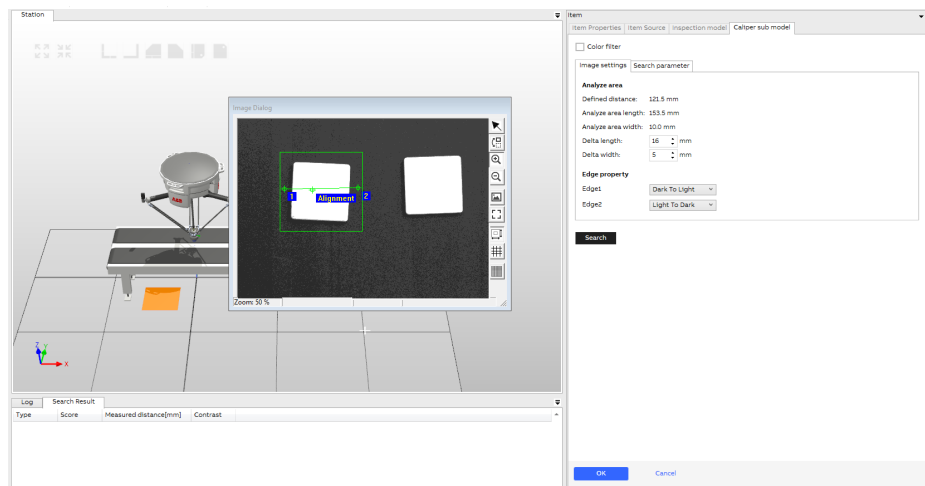 Station
Item
Item Properties Item Source Inspection model Caliper sub model
Color filter
Image settings Search parameter
Analyze area
Defined distance: 121.5 mm
Analyze area length: 153.5 mm
Analyze area width: 10.0 mm
Delta length: 16 mm
Delta width: 5 mm
Edge property
Edge1 Dark To Light
Edge2 Light To Dark
Search
Image Dialog
1 Alignment 2
Zoom: 50 %
ABB
Z Y
X
Log Search Result
Type Score Measured distance[mm] Contrast
OK Cancel